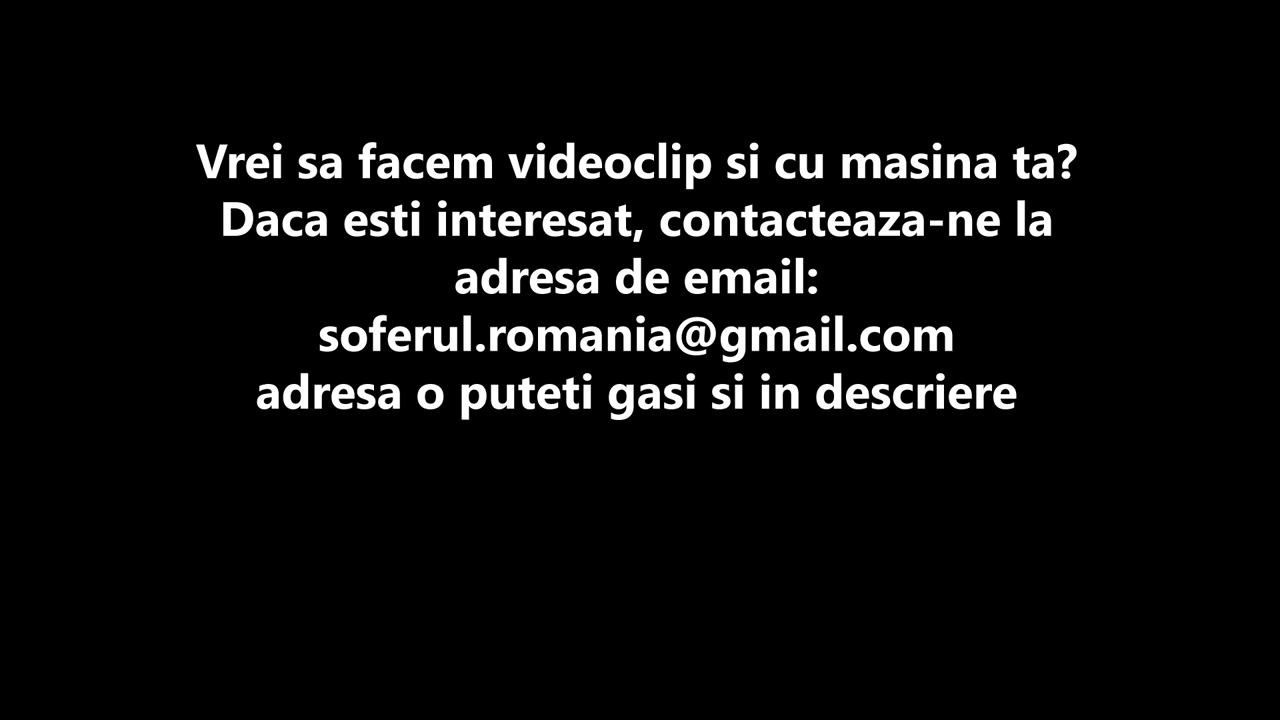 Vrei sa facem videoclip si cu masina ta?
Daca esti interesat, contacteaza-ne la
adresa de email:
soferul.romania@gmail.com
adresa o puteti gasi si in descriere